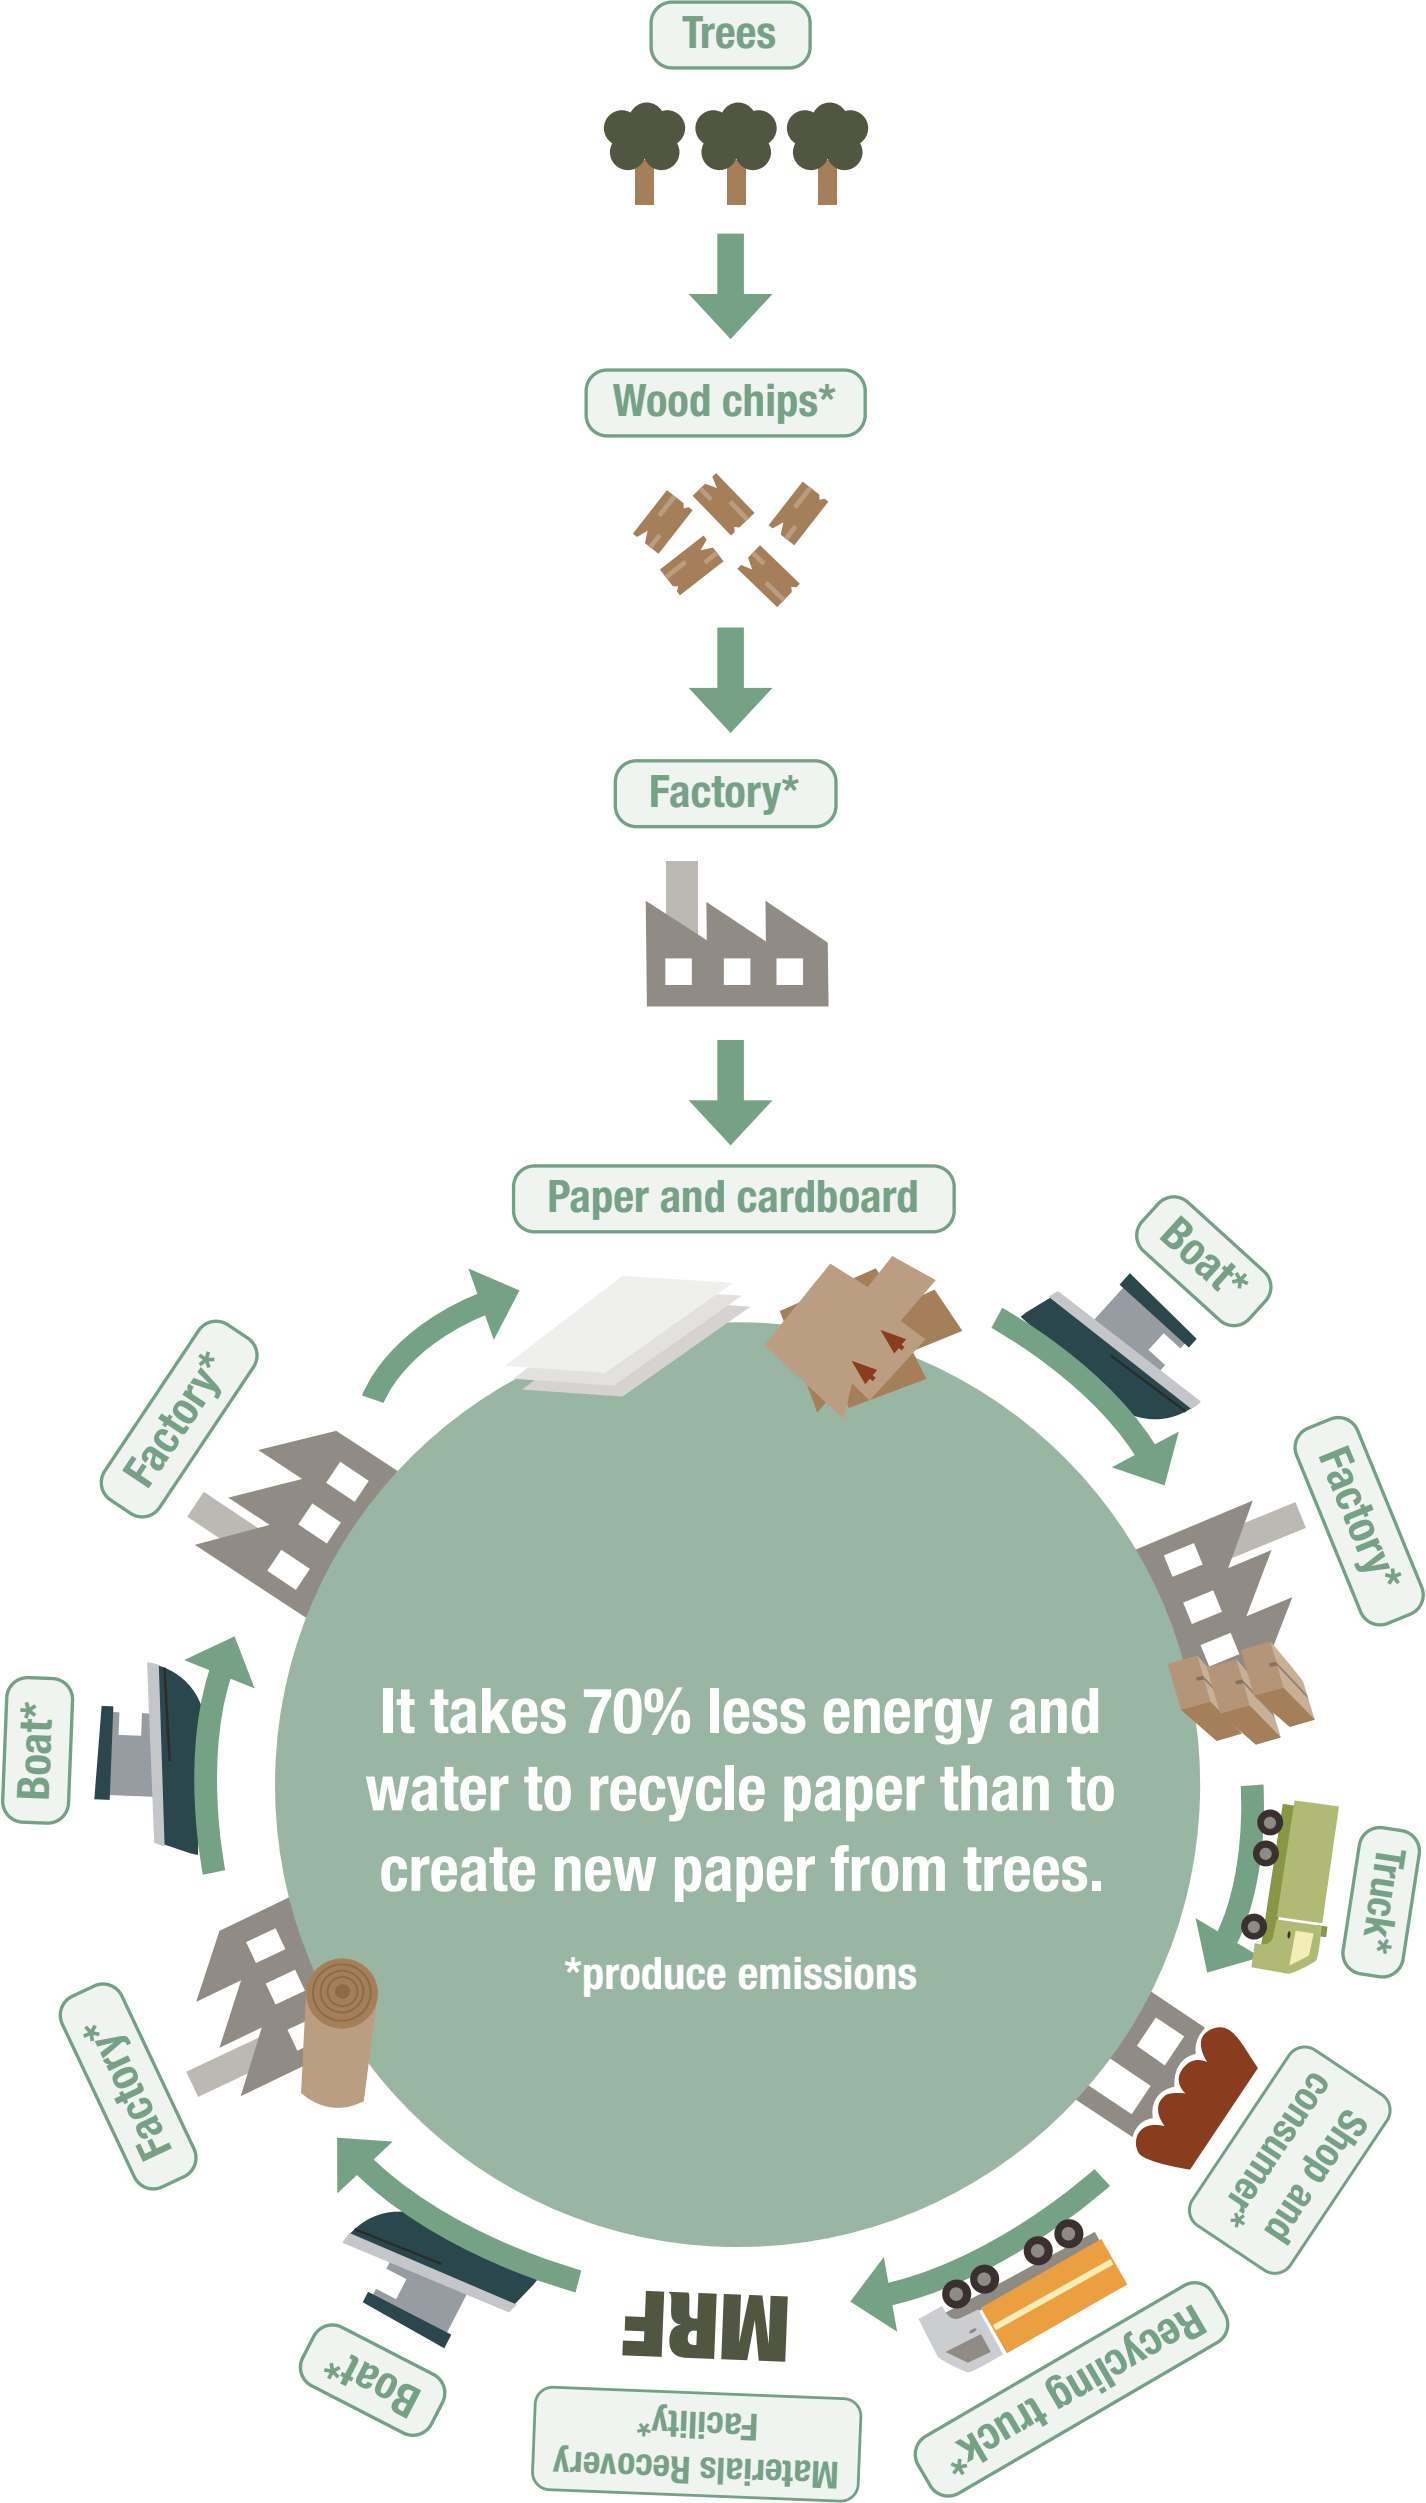 Trees
Wood chips*
Factory*
Paper and cardboard
Boat*
Factory*
Truck*
Shop and
consumer*
Recycling truck*
MRF
Materials Recovery
Facility*
Boat*
Factory*
Boat*
Factory*
It takes 70% less energy and
water to recycle paper than to
create new paper from trees.
*produce emissions